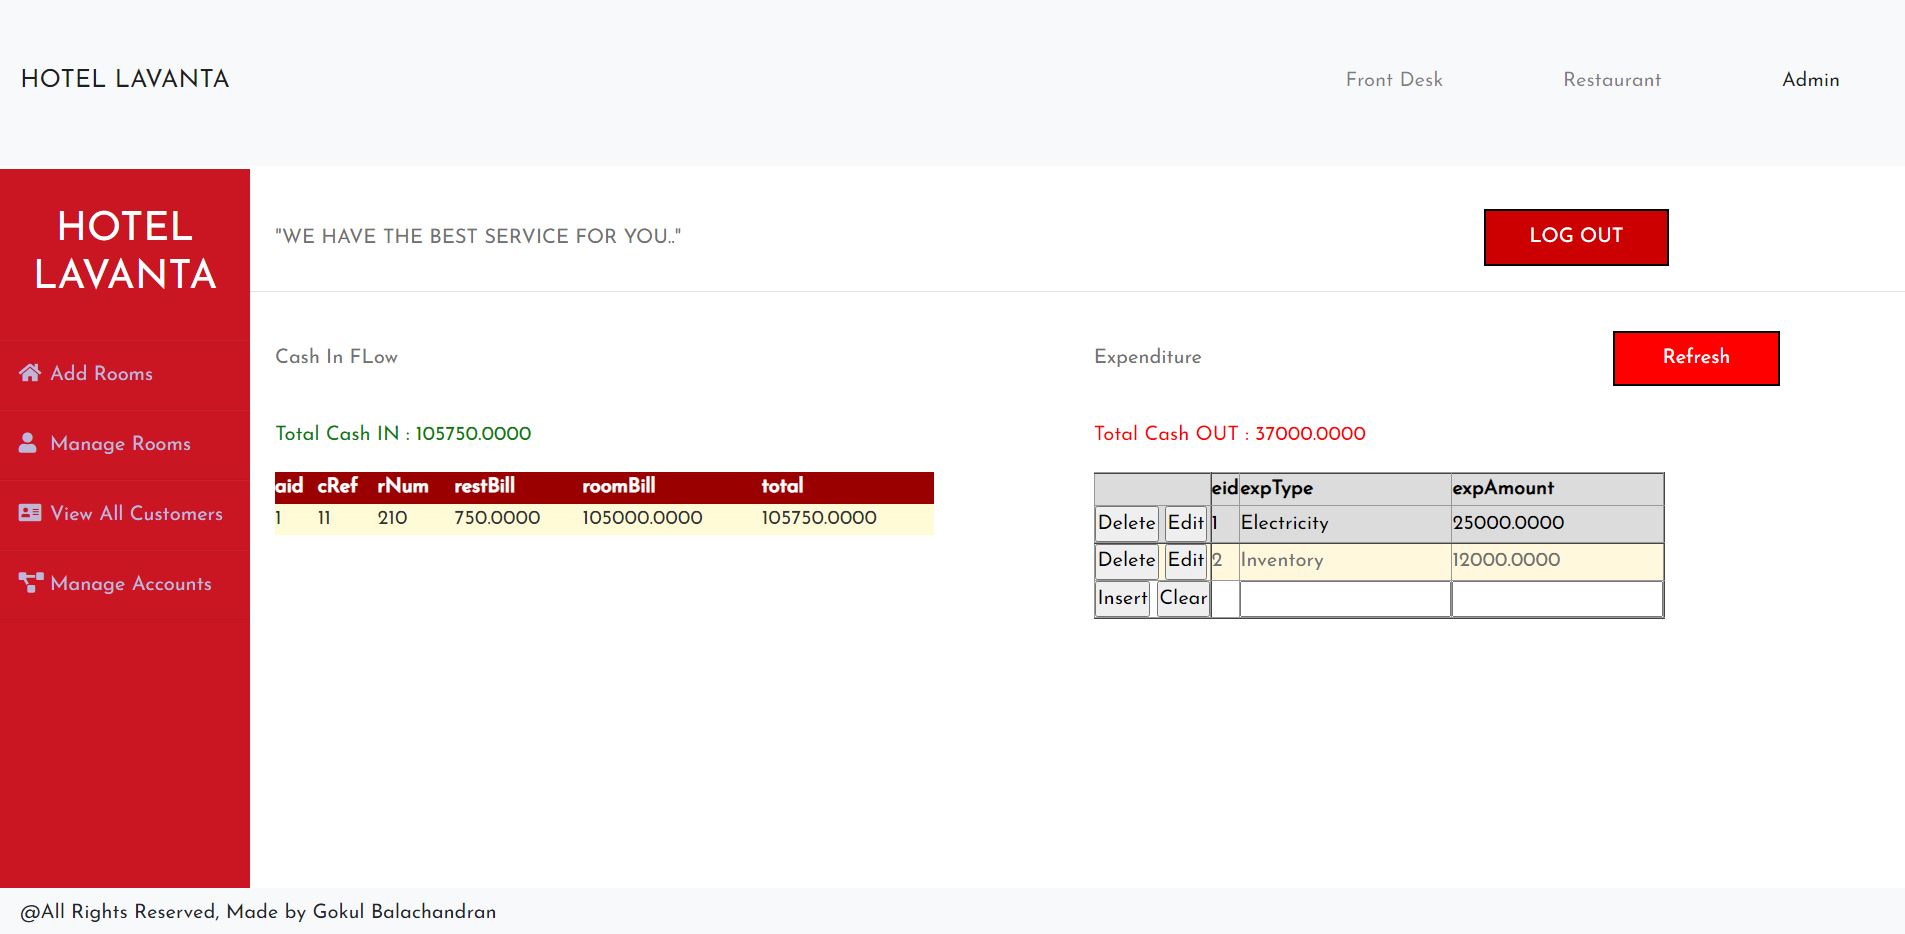 HOTEL LAVANTA
Front Desk Restaurant Admin
HOTEL
LAVANTA
Add Rooms
Manage Rooms
View All Customers
Manage Accounts
"WE HAVE THE BEST SERVICE FOR YOU.."
LOG OUT
Cash In FLow
Total Cash IN : 105750.0000
aid cRef rNum restBill roomBill total
1 11 210 750.0000 105000.0000 105750.0000
Expenditure
Refresh
Total Cash OUT : 37000.0000
eid expType expAmount
Delete Edit 1 Electricity 25000.0000
Delete Edit 2 Inventory 12000.0000
Insert Clear
@All Rights Reserved, Made by Gokul Balachandran